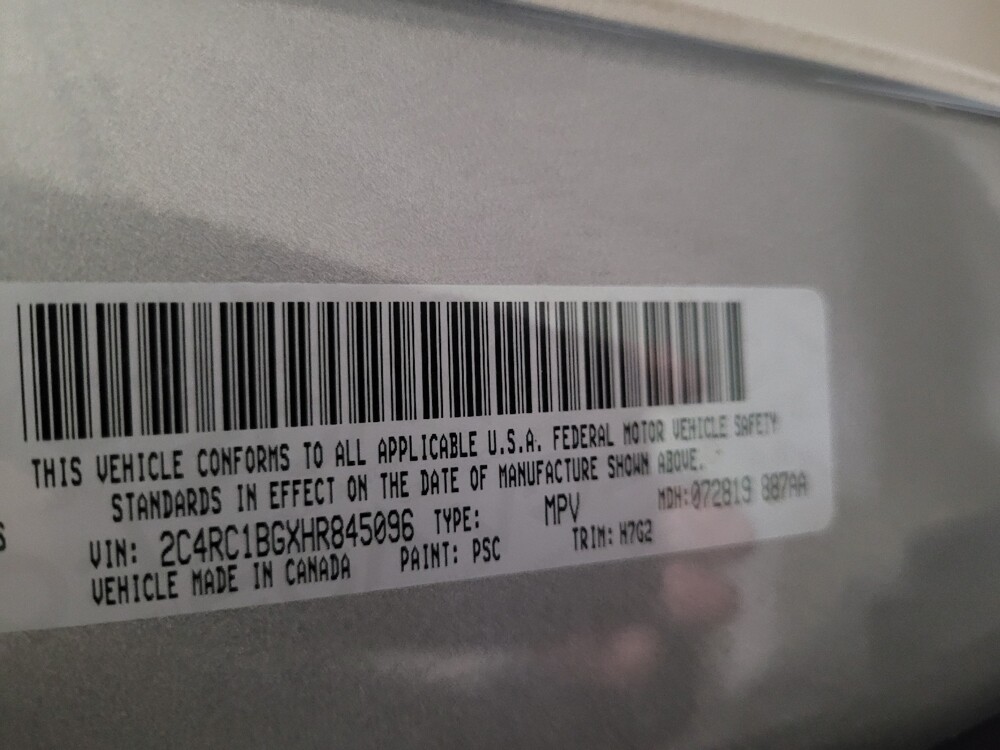 THIS VEHICLE CONFORMS TO ALL APPLICABLE U.S.A. FEDERAL MOTOR VEHICLE SAFETY
STANDARDS IN EFFECT ON THE DATE OF MANUFACTURE SHOWN ABOVE.
VIN: 2C4RC1BGXHR845096 TYPE: MPV MDH:072819 887AA
VEHICLE MADE IN CANADA PAINT: PSC TRIM: H7G2